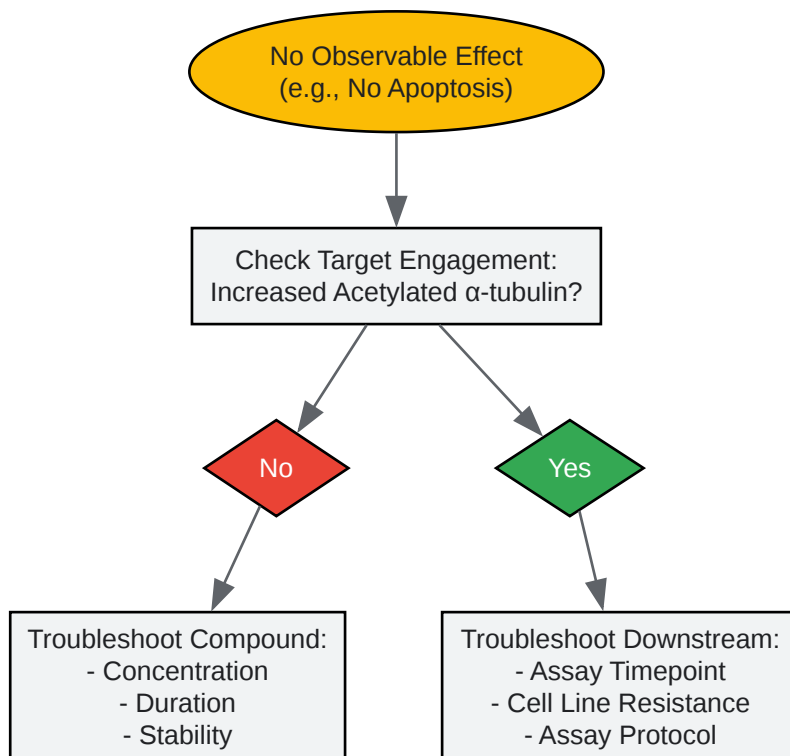 No Observable Effect
(e.g., No Apoptosis)
Check Target Engagement:
Increased Acetylated α-tubulin?
No
Yes
Troubleshoot Compound:
- Concentration
- Duration
- Stability
Troubleshoot Downstream:
- Assay Timepoint
- Cell Line Resistance
- Assay Protocol